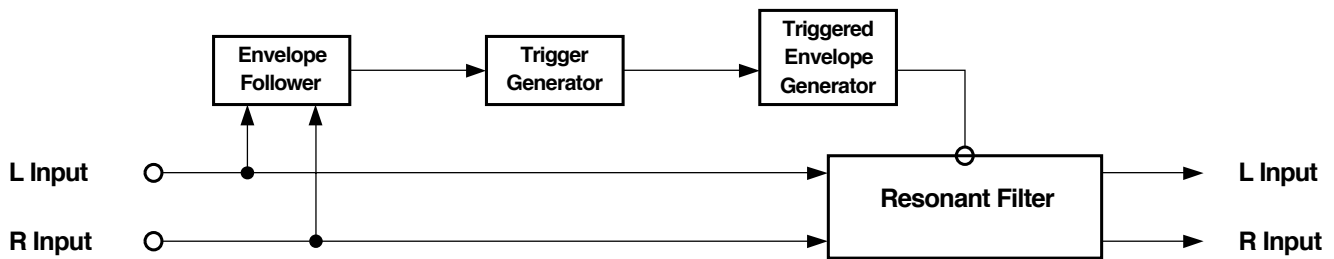 Envelope
Follower
Trigger
Generator
Triggered
Envelope
Generator
L Input
L Input
Resonant Filter
R Input
R Input